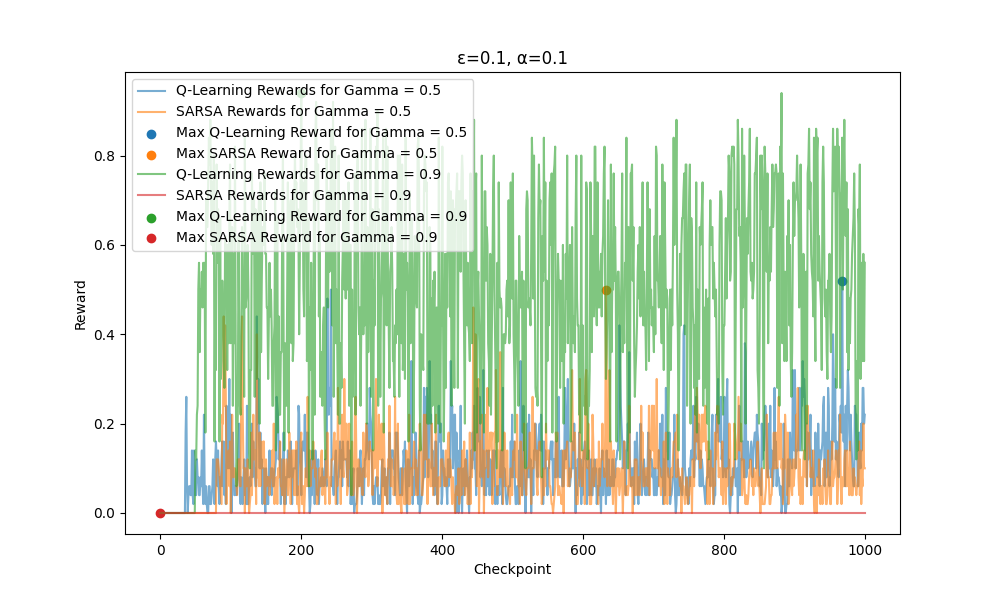 ε=0.1, α=0.1
Q-Learning Rewards for Gamma = 0.5
SARSA Rewards for Gamma = 0.5
Max Q-Learning Reward for Gamma = 0.5
Max SARSA Reward for Gamma = 0.5
Q-Learning Rewards for Gamma = 0.9
SARSA Rewards for Gamma = 0.9
Max Q-Learning Reward for Gamma = 0.9
Max SARSA Reward for Gamma = 0.9
0.8
0.6
0.4
0.2
0.0
Reward
0 200 400 600 800 1000
Checkpoint